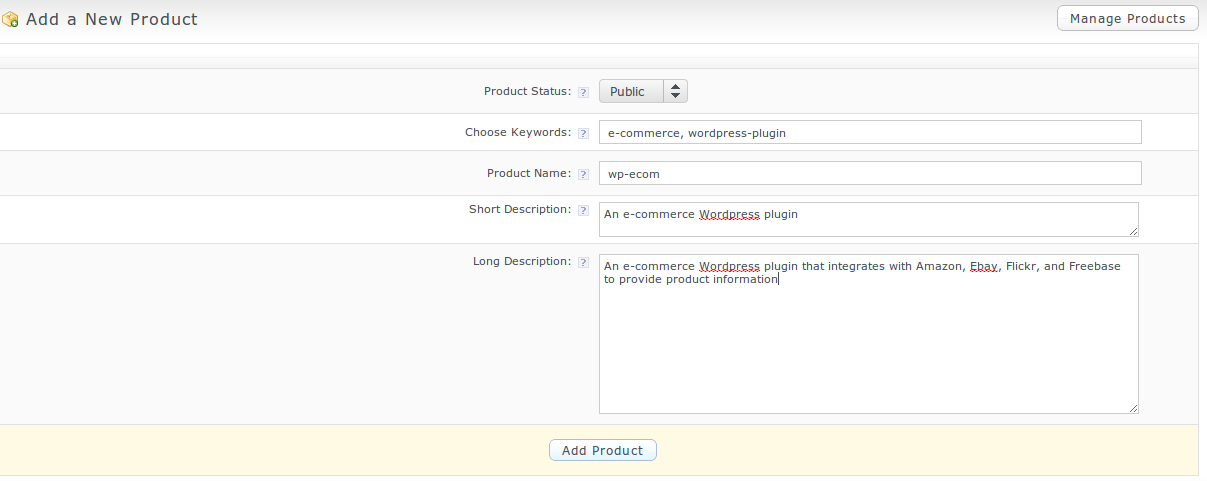 Add a New Product
Manage Products
Product Status: ?
Public
Choose Keywords: ?
e-commerce, wordpress-plugin
Product Name: ?
wp-ecom
Short Description: ?
An e-commerce Wordpress plugin
Long Description: ?
An e-commerce Wordpress plugin that integrates with Amazon, Ebay, Flickr, and Freebase
to provide product information
Add Product